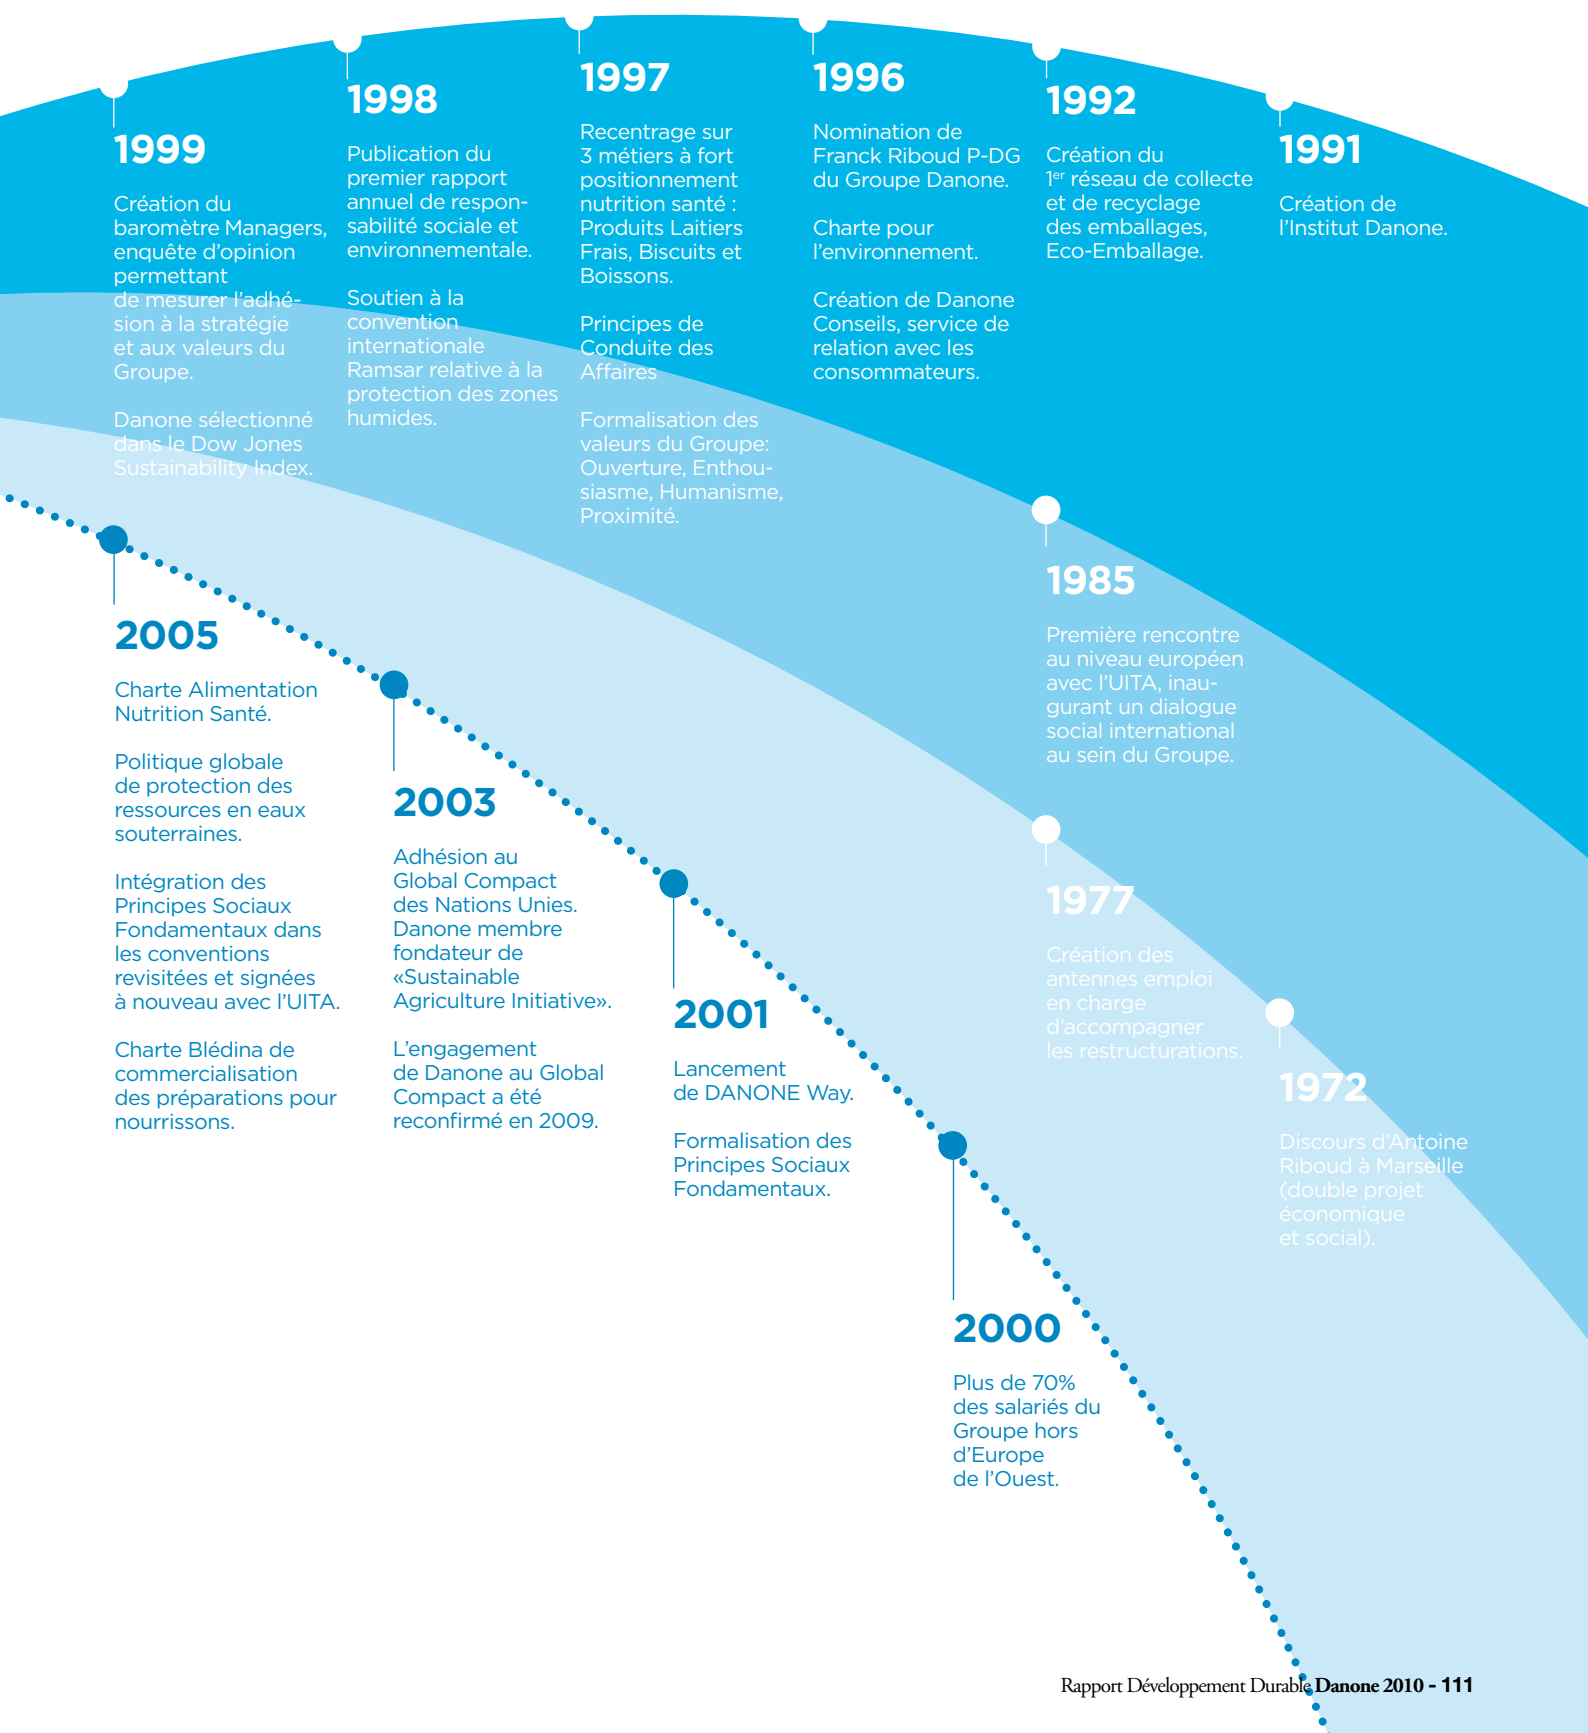 1999
Création du
baromètre Managers,
enquête d’opinion
permettant
de mesurer l’adhé-
sion à la stratégie
et aux valeurs du
Groupe.
Danone sélectionné
dans le Dow Jones
Sustainability Index.
1998
Publication du
premier rapport
annuel de respon-
sabilité sociale et
environnementale.
Soutien à la
convention
internationale
Ramsar relative à la
protection des zones
humides.
1997
Recentrage sur
3 métiers à fort
positionnement
nutrition santé :
Produits Laitiers
Frais, Biscuits et
Boissons.
Principes de
Conduite des
Affaires
Formalisation des
valeurs du Groupe:
Ouverture, Enthou-
siasme, Humanisme,
Proximité.
1996
Nomination de
Franck Riboud P-DG
du Groupe Danone.
Charte pour
l’environnement.
Création de Danone
Conseils, service de
relation avec les
consommateurs.
1992
Création du
1er réseau de collecte
et de recyclage
des emballages,
Eco-Emballage.
1991
Création de
l’Institut Danone.
1985
Première rencontre
au niveau européen
avec l’UITA, inau-
gurant un dialogue
social international
au sein du Groupe.
1977
Création des
antennes emploi
en charge
d’accompagner
les restructurations.
1972
Discours d’Antoine
Riboud à Marseille
(double projet
économique
et social).
2005
Charte Alimentation
Nutrition Santé.
Politique globale
de protection des
ressources en eaux
souterraines.
Intégration des
Principes Sociaux
Fondamentaux dans
les conventions
revisitées et signées
à nouveau avec l’UITA.
Charte Blédina de
commercialisation
des préparations pour
nourrissons.
2003
Adhésion au
Global Compact
des Nations Unies.
Danone membre
fondateur de
«Sustainable
Agriculture Initiative».
L’engagement
de Danone au Global
Compact a été
reconfirmé en 2009.
2001
Lancement
de DANONE Way.
Formalisation des
Principes Sociaux
Fondamentaux.
2000
Plus de 70%
des salariés du
Groupe hors
d’Europe
de l’Ouest.
Rapport Développement Durable Danone 2010 - 111